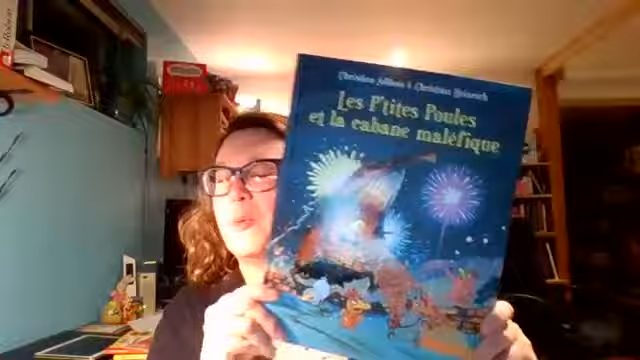 Christian Jolibois & Christian Heinrich
Les P'tites Poules
et la cabane maléfique